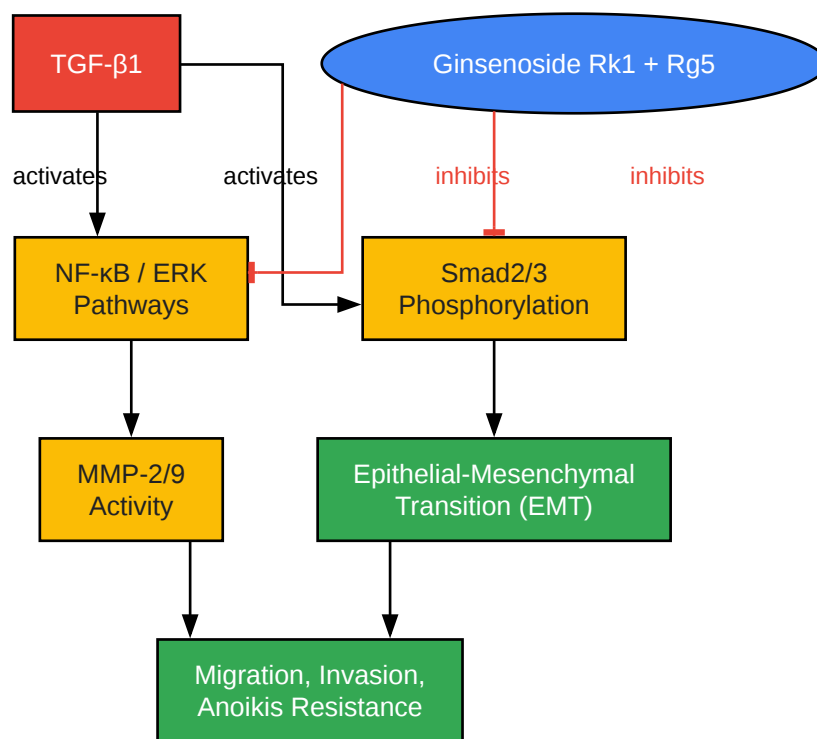 TGF-β1
Ginsenoside Rk1 + Rg5
activates
activates
inhibits
inhibits
NF-κB / ERK
Pathways
Smad2/3
Phosphorylation
MMP-2/9
Activity
Epithelial-Mesenchymal
Transition (EMT)
Migration, Invasion,
Anoikis Resistance